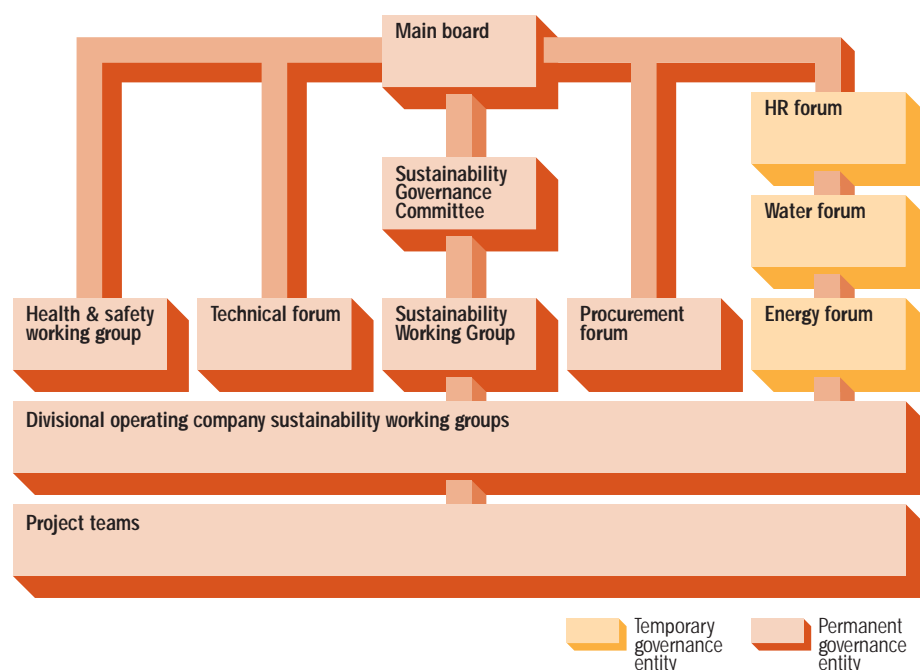 Main board
HR forum
Sustainability
Governance
Committee
Water forum
Health & safety
working group
Technical forum
Sustainability
Working Group
Procurement
forum
Energy forum
Divisional operating company sustainability working groups
Project teams
Temporary
governance
entity
Permanent
governance
entity